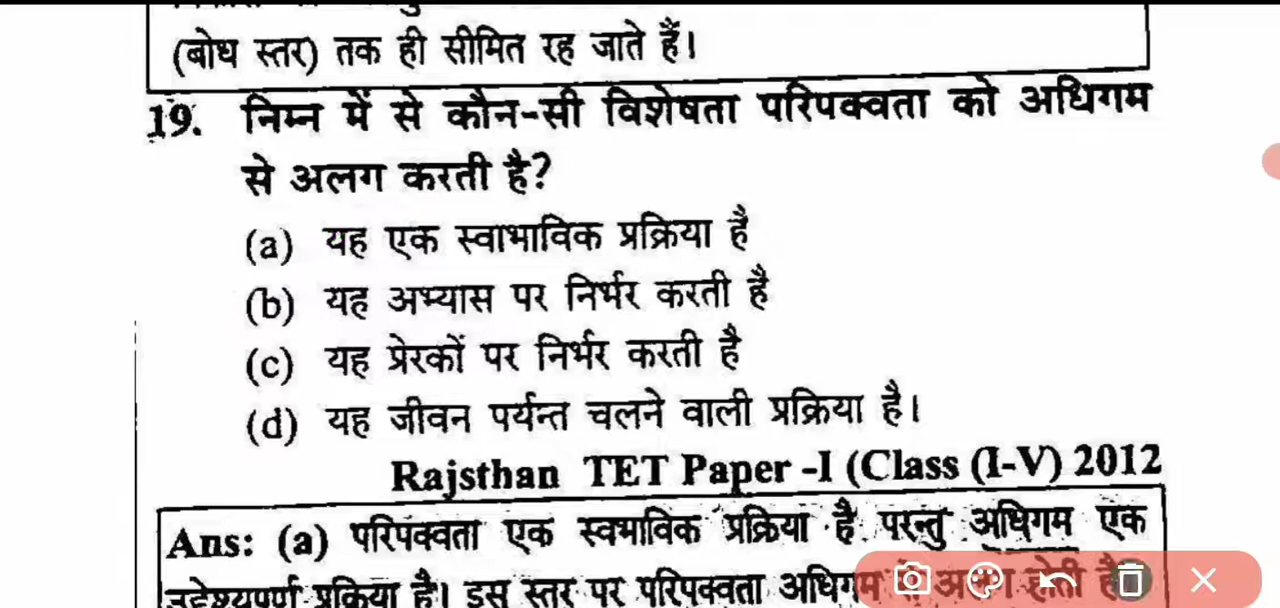 (बोध स्तर) तक ही सीमित रह जाते हैं।
19. निम्न में से कौन-सी विशेषता परिपक्वता को अधिगम
से अलग करती है?
(a) यह एक स्वाभाविक प्रक्रिया है
(b) यह अभ्यास पर निर्भर करती है
(c) यह प्रेरकों पर निर्भर करती है
(d) यह जीवन पर्यन्त चलने वाली प्रक्रिया है।
Rajsthan TET Paper -I (Class (I-V) 2012
Ans: (a) परिपक्वता एक स्वभाविक प्रक्रिया है परन्तु अधिगम एक
उद्देश्यपूर्ण प्रक्रिया है। इस स्तर पर परिपक्वता अधिगम से अलग होती है